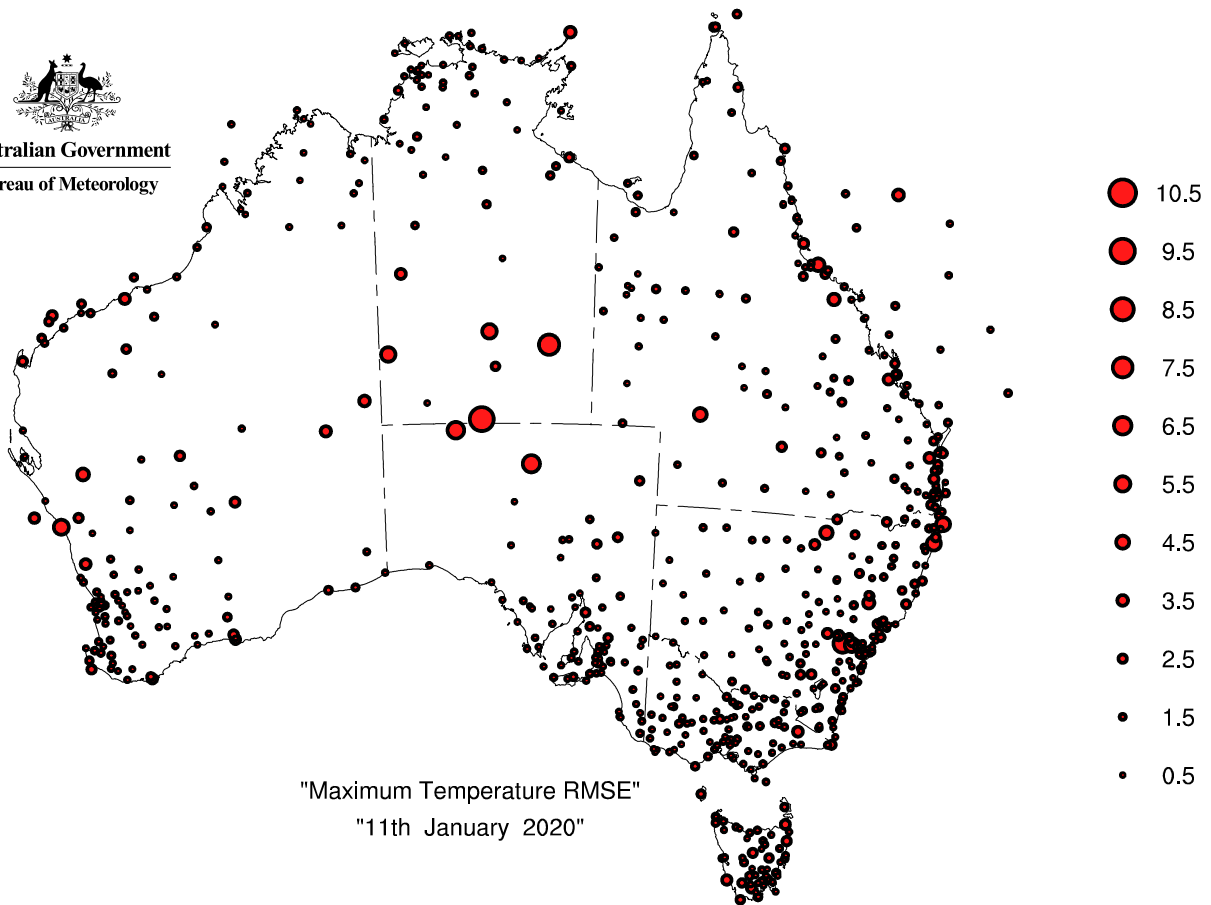 AUSTRALIA
tralian Government
reau of Meteorology
10.5
9.5
8.5
7.5
6.5
5.5
4.5
3.5
2.5
1.5
0.5
"Maximum Temperature RMSE"
"11th January 2020"